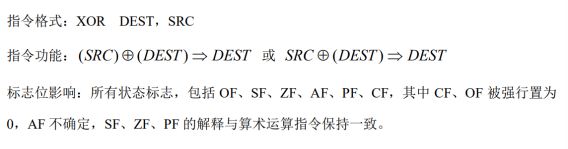 指令格式：XOR DEST，SRC
指令功能：(SRC)⊕(DEST)⇒DEST 或 SRC⊕(DEST)⇒DEST
标志位影响：所有状态标志，包括 OF、SF、ZF、AF、PF、CF，其中 CF、OF 被强行置为
0，AF 不确定，SF、ZF、PF 的解释与算术运算指令保持一致。